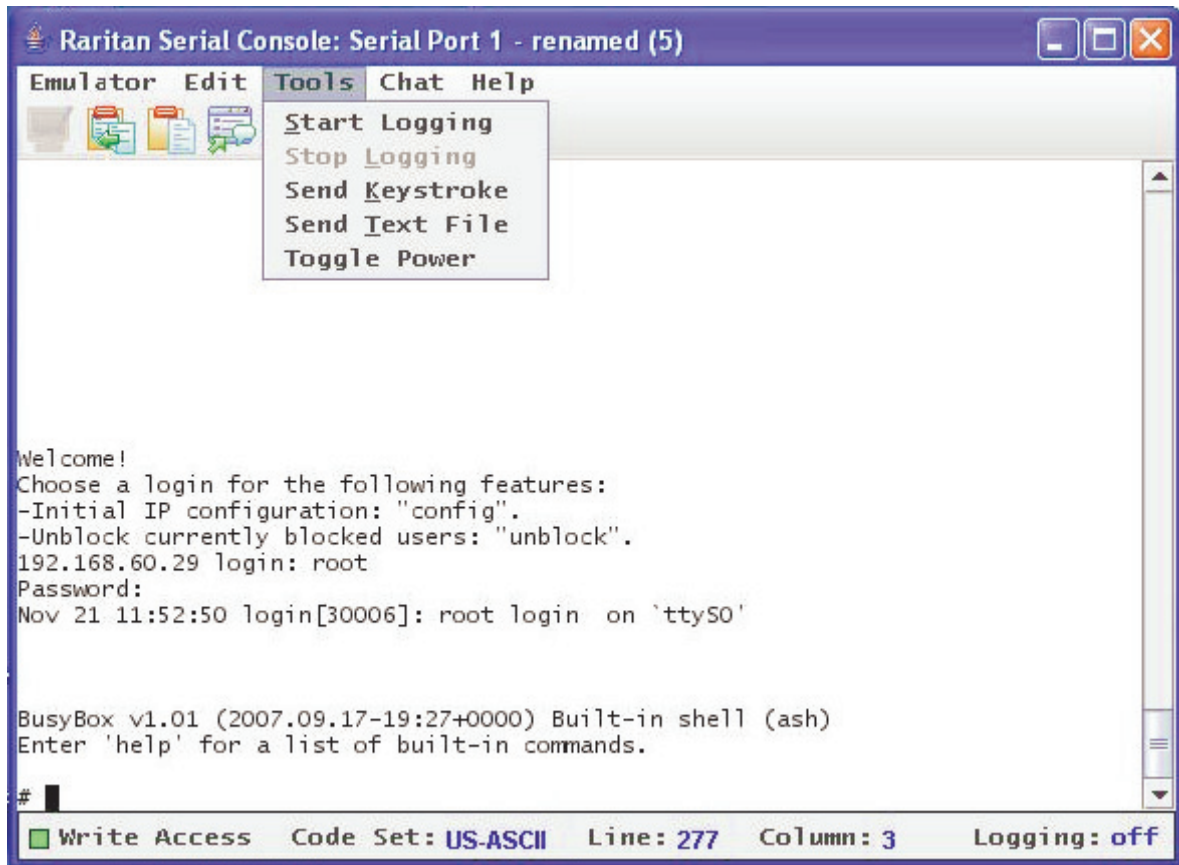 Raritan Serial Console: Serial Port 1 - renamed (5)
Emulator Edit Tools Chat Help
Start Logging
Stop Logging
Send Keystroke
Send Text File
Toggle Power
Welcome!
Choose a login for the following features:
-Initial IP configuration: "config".
-Unblock currently blocked users: "unblock".
192.168.60.29 login: root
Password:
Nov 21 11:52:50 login[30006]: root login  on `ttyS0'
BusyBox v1.01 (2007.09.17-19:27+0000) Built-in shell (ash)
Enter 'help' for a list of built-in commands.
#
Write Access Code Set: US-ASCII Line: 277 Column: 3 Logging: off